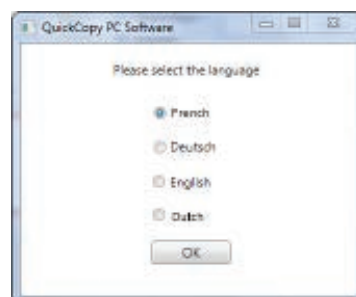 QuickCopy PC Software
Please select the language
French
Deutsch
English
Dutch
OK